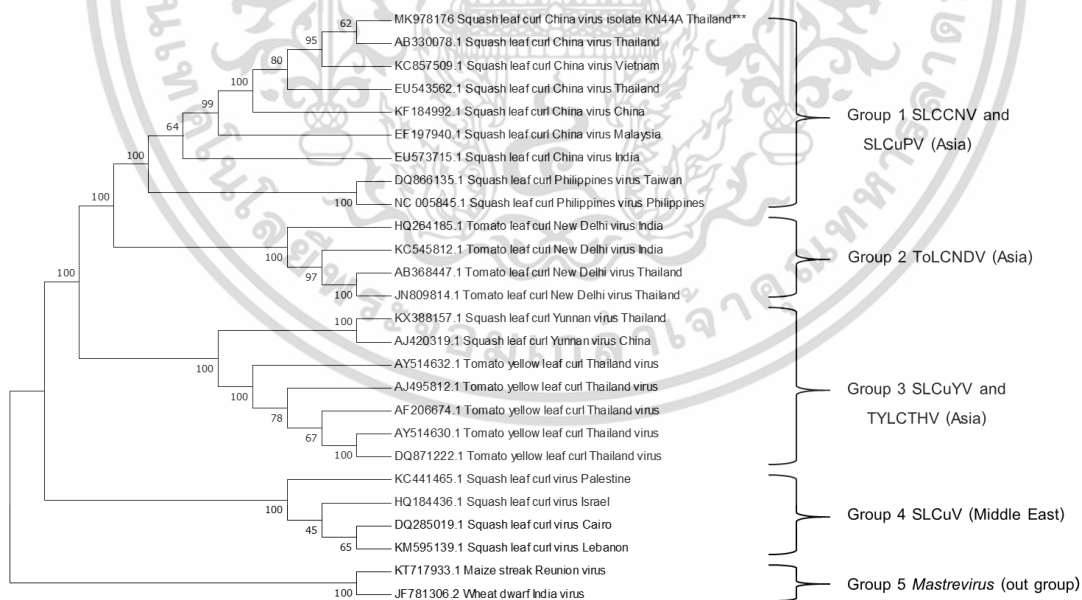 62
MK978176 Squash leaf curl China virus isolate KN44A Thailand***
95
AB330078.1 Squash leaf curl China virus Thailand
80
KC857509.1 Squash leaf curl China virus Vietnam
100
EU543562.1 Squash leaf curl China virus Thailand
99
KF184992.1 Squash leaf curl China virus China
64
EF197940.1 Squash leaf curl China virus Malaysia
100
EU573715.1 Squash leaf curl China virus India
DQ866135.1 Squash leaf curl Philippines virus Taiwan
100
NC 005845.1 Squash leaf curl Philippines virus Philippines
Group 1 SLCCNV and
SLCuPV (Asia)
100
HQ264185.1 Tomato leaf curl New Delhi virus India
100
KC545812.1 Tomato leaf curl New Delhi virus India
97
AB368447.1 Tomato leaf curl New Delhi virus Thailand
100
JN809814.1 Tomato leaf curl New Delhi virus Thailand
Group 2 ToLCNDV (Asia)
100
100
KX388157.1 Squash leaf curl Yunnan virus Thailand
AJ420319.1 Squash leaf curl Yunnan virus China
100
AY514632.1 Tomato yellow leaf curl Thailand virus
100
AJ495812.1 Tomato yellow leaf curl Thailand virus
78
AF206674.1 Tomato yellow leaf curl Thailand virus
67
AY514630.1 Tomato yellow leaf curl Thailand virus
100
DQ871222.1 Tomato yellow leaf curl Thailand virus
Group 3 SLCuYV and
TYLCTHV (Asia)
KC441465.1 Squash leaf curl virus Palestine
100
HQ184436.1 Squash leaf curl virus Israel
45
DQ285019.1 Squash leaf curl virus Cairo
65
KM595139.1 Squash leaf curl virus Lebanon
Group 4 SLCuV (Middle East)
KT717933.1 Maize streak Reunion virus
100
JF781306.2 Wheat dwarf India virus
Group 5 Mastrevirus (out group)